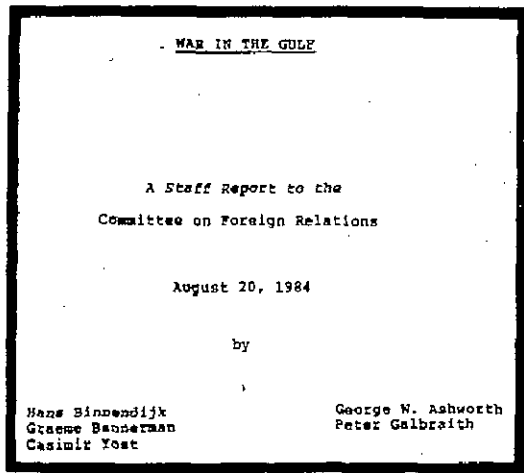 WAR IN THE GULF
A Staff Report to the
Committee on Foreign Relations
August 20, 1984
by
Hans Binnendijk
Graeme Bannerman
Casimir Yost
George W. Ashworth
Peter Galbraith